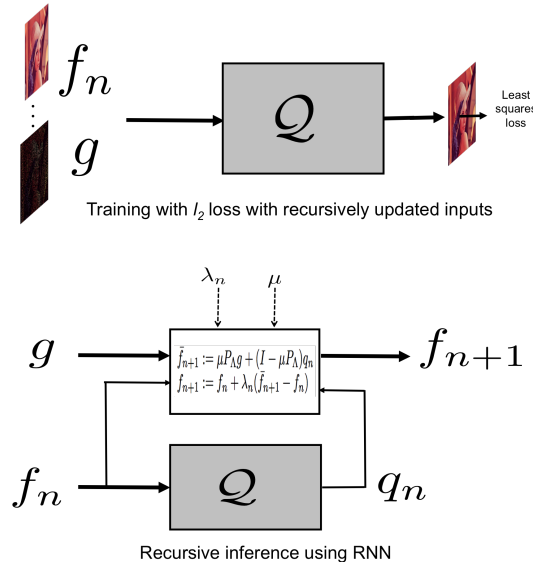 f_n
g
Q
Least
squares
loss
Training with l_2 loss with recursively updated inputs
λ_n
μ
g
f̄_{n+1} := μP_Λ g + (I − μP_Λ)q_n
f_{n+1} := f_n + λ_n(f̄_{n+1} − f_n)
f_{n+1}
f_n
Q
q_n
Recursive inference using RNN